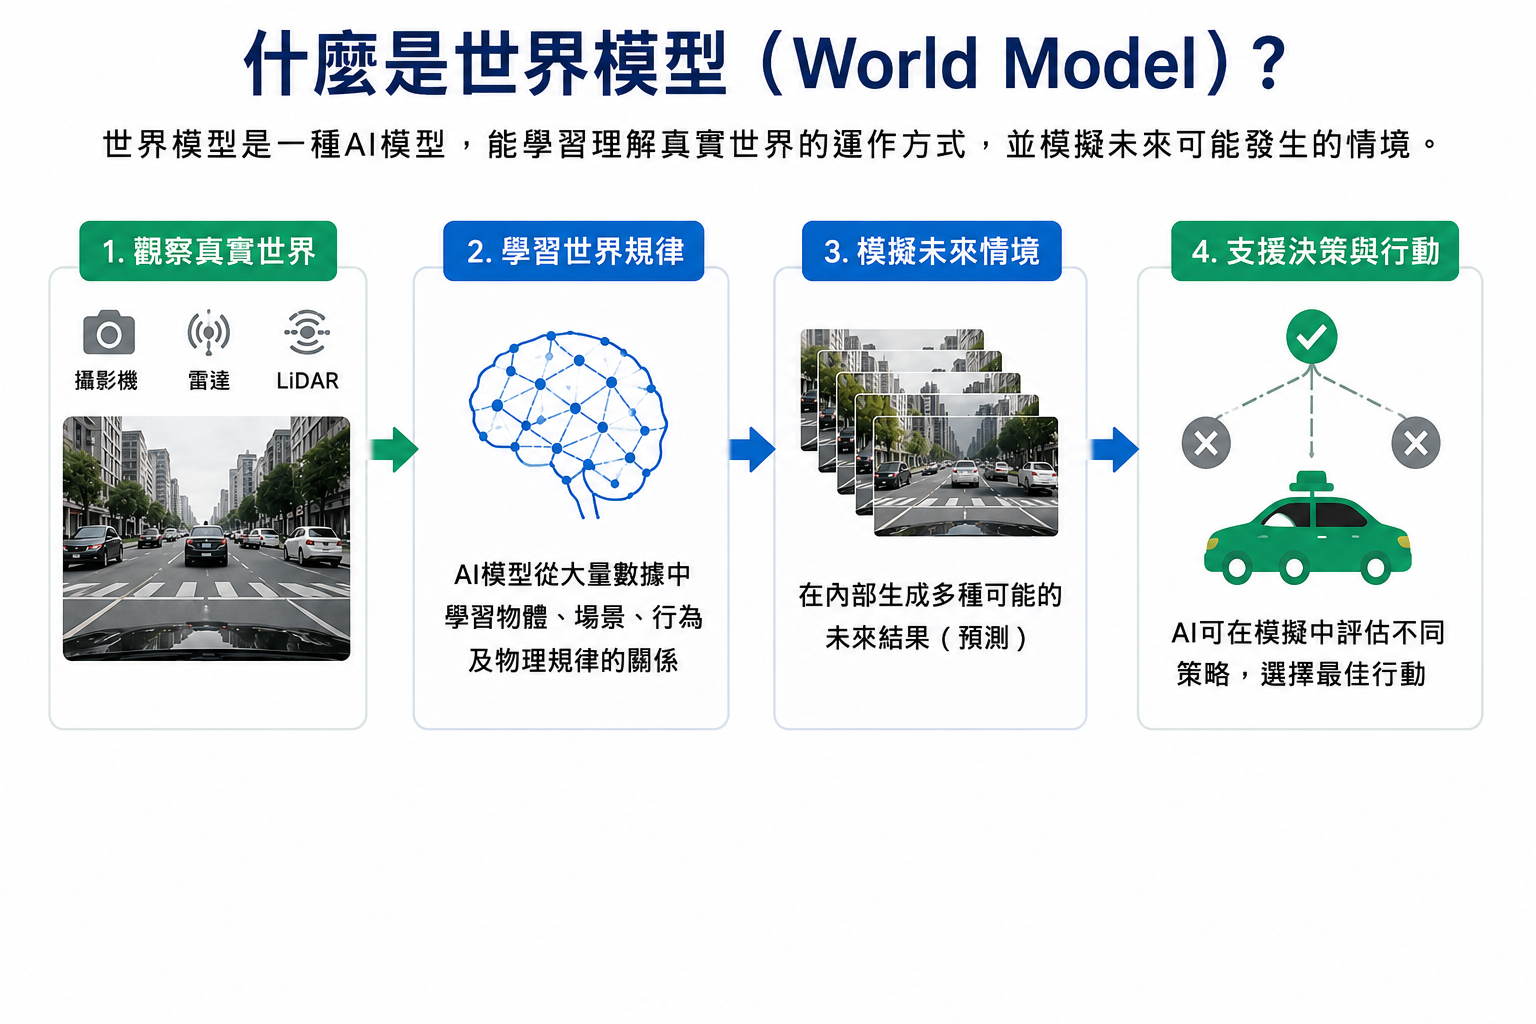 什麼是世界模型（World Model）？
世界模型是一種AI模型，能學習理解真實世界的運作方式，並模擬未來可能發生的情境。
1. 觀察真實世界
攝影機
雷達
LiDAR
2. 學習世界規律
AI模型從大量數據中
學習物體、場景、行為
及物理規律的關係
3. 模擬未來情境
在內部生成多種可能的
未來結果（預測）
4. 支援決策與行動
AI可在模擬中評估不同
策略，選擇最佳行動